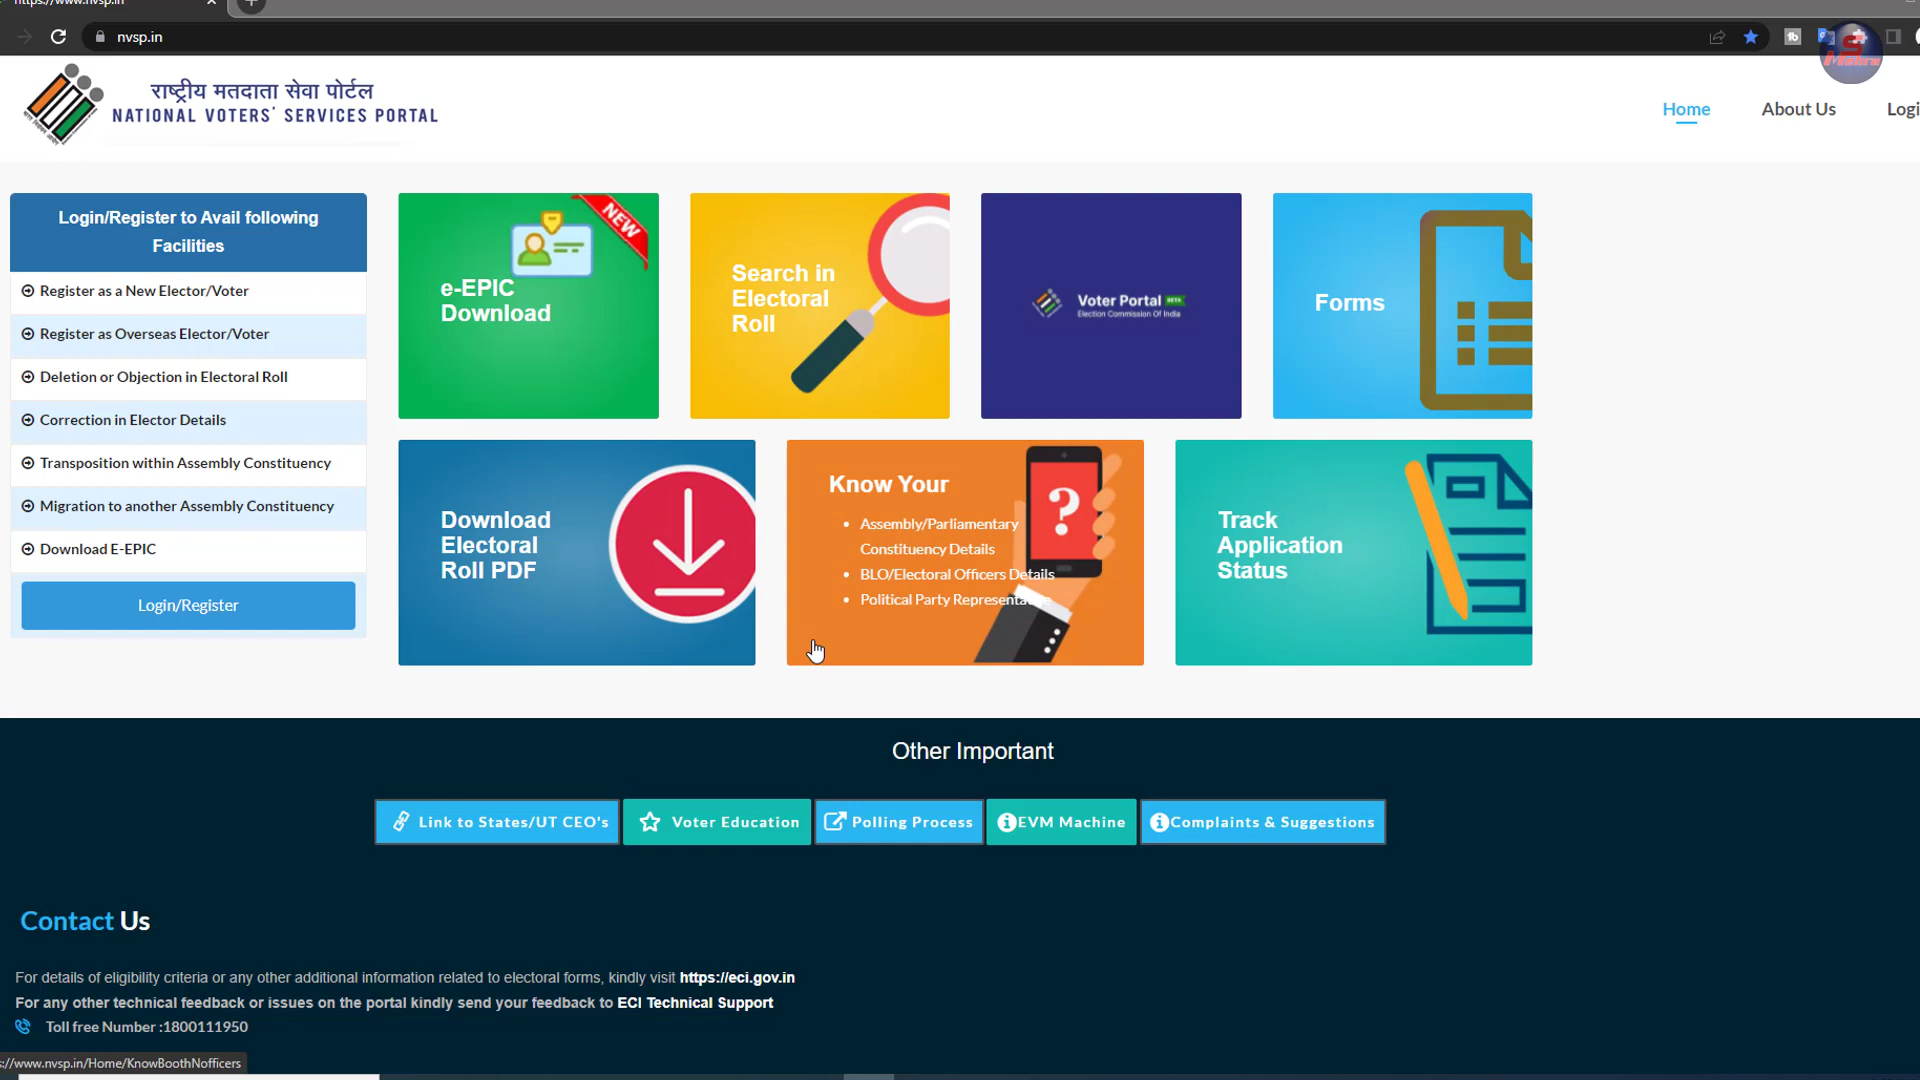 https://www.nvsp.in
nvsp.in
S
राष्ट्रीय मतदाता सेवा पोर्टल
NATIONAL VOTERS' SERVICES PORTAL
Home
About Us
Logi
Login/Register to Avail following
Facilities
Register as a New Elector/Voter
Register as Overseas Elector/Voter
Deletion or Objection in Electoral Roll
Correction in Elector Details
Transposition within Assembly Constituency
Migration to another Assembly Constituency
Download E-EPIC
Login/Register
NEW
e-EPIC
Download
Search in
Electoral
Roll
Voter Portal BETA
Election Commission Of India
Forms
Download
Electoral
Roll PDF
Know Your
Assembly/Parliamentary
Constituency Details
BLO/Electoral Officers Details
Political Party Representative
?
Track
Application
Status
Other Important
Link to States/UT CEO's
Voter Education
Polling Process
EVM Machine
Complaints & Suggestions
Contact Us
For details of eligibility criteria or any other additional information related to electoral forms, kindly visit https://eci.gov.in
For any other technical feedback or issues on the portal kindly send your feedback to ECI Technical Support
Toll free Number :1800111950
s://www.nvsp.in/Home/KnowBoothNofficers